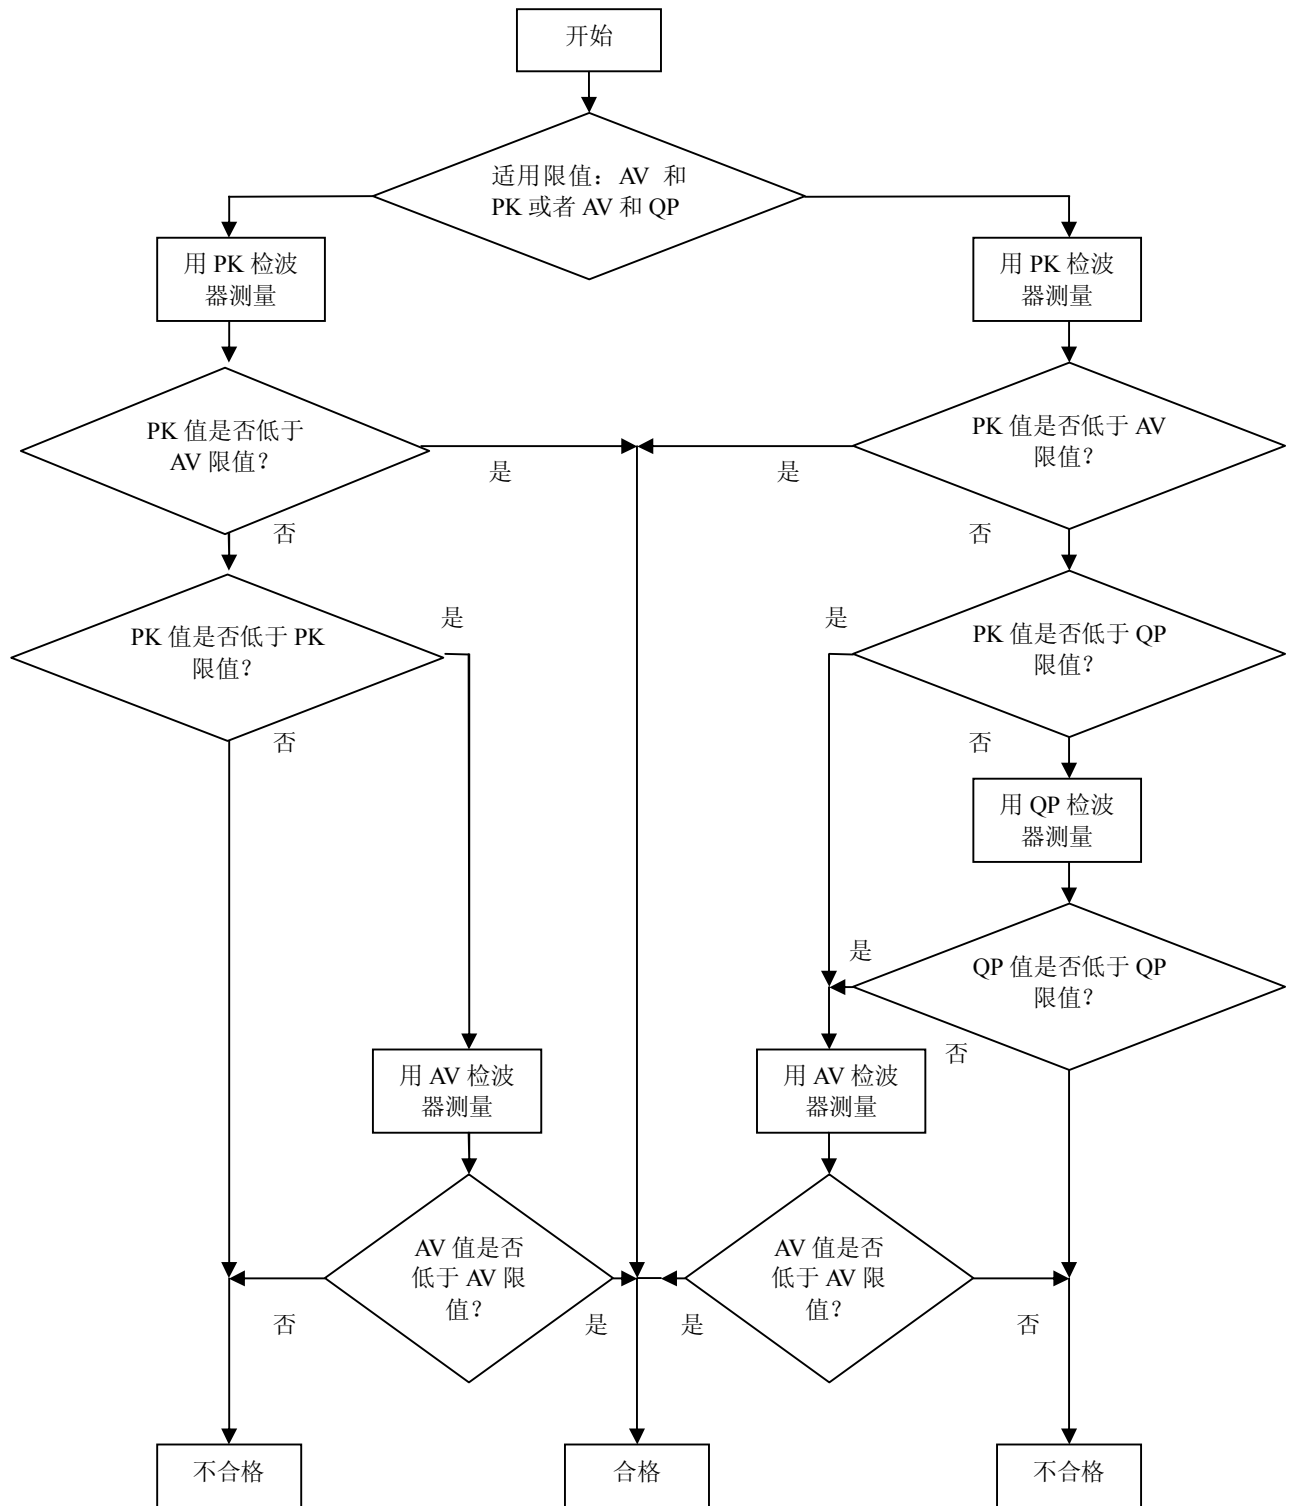 开始
适用限值：AV 和
PK 或者 AV 和 QP
用 PK 检波
器测量
用 PK 检波
器测量
PK 值是否低于
AV 限值？
是
是
PK 值是否低于 AV
限值？
否
否
PK 值是否低于 PK
限值？
是
是
PK 值是否低于 QP
限值？
否
否
用 QP 检波
器测量
是
QP 值是否低于 QP
限值？
否
用 AV 检波
器测量
用 AV 检波
器测量
AV 值是否
低于 AV 限
值？
AV 值是否
低于 AV 限
值？
否
是
是
否
不合格
合格
不合格